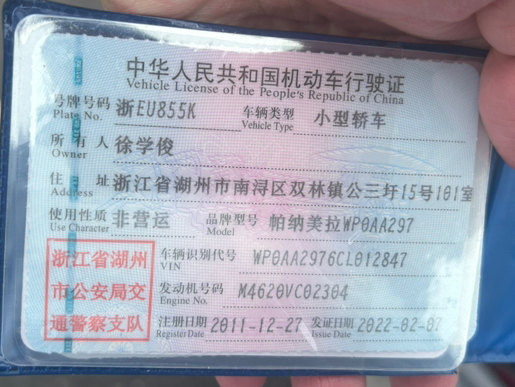 中华人民共和国机动车行驶证
Vehicle License of the People's Republic of China
号牌号码 浙EU855K 车辆类型 小型轿车
Plate No. Vehicle Type
所有人 徐学俊
Owner
住址 浙江省湖州市南浔区双林镇公三圩15号101室
Address
使用性质 非营运 品牌型号 帕纳美拉WP0AA297
Use Character Model
浙江省湖州
市公安局交
通警察支队
车辆识别代号 WP0AA2976CL012847
VIN
发动机号码 M4620VC02304
Engine No.
注册日期 2011-12-27 发证日期 2022-02-07
Register Date Issue Date